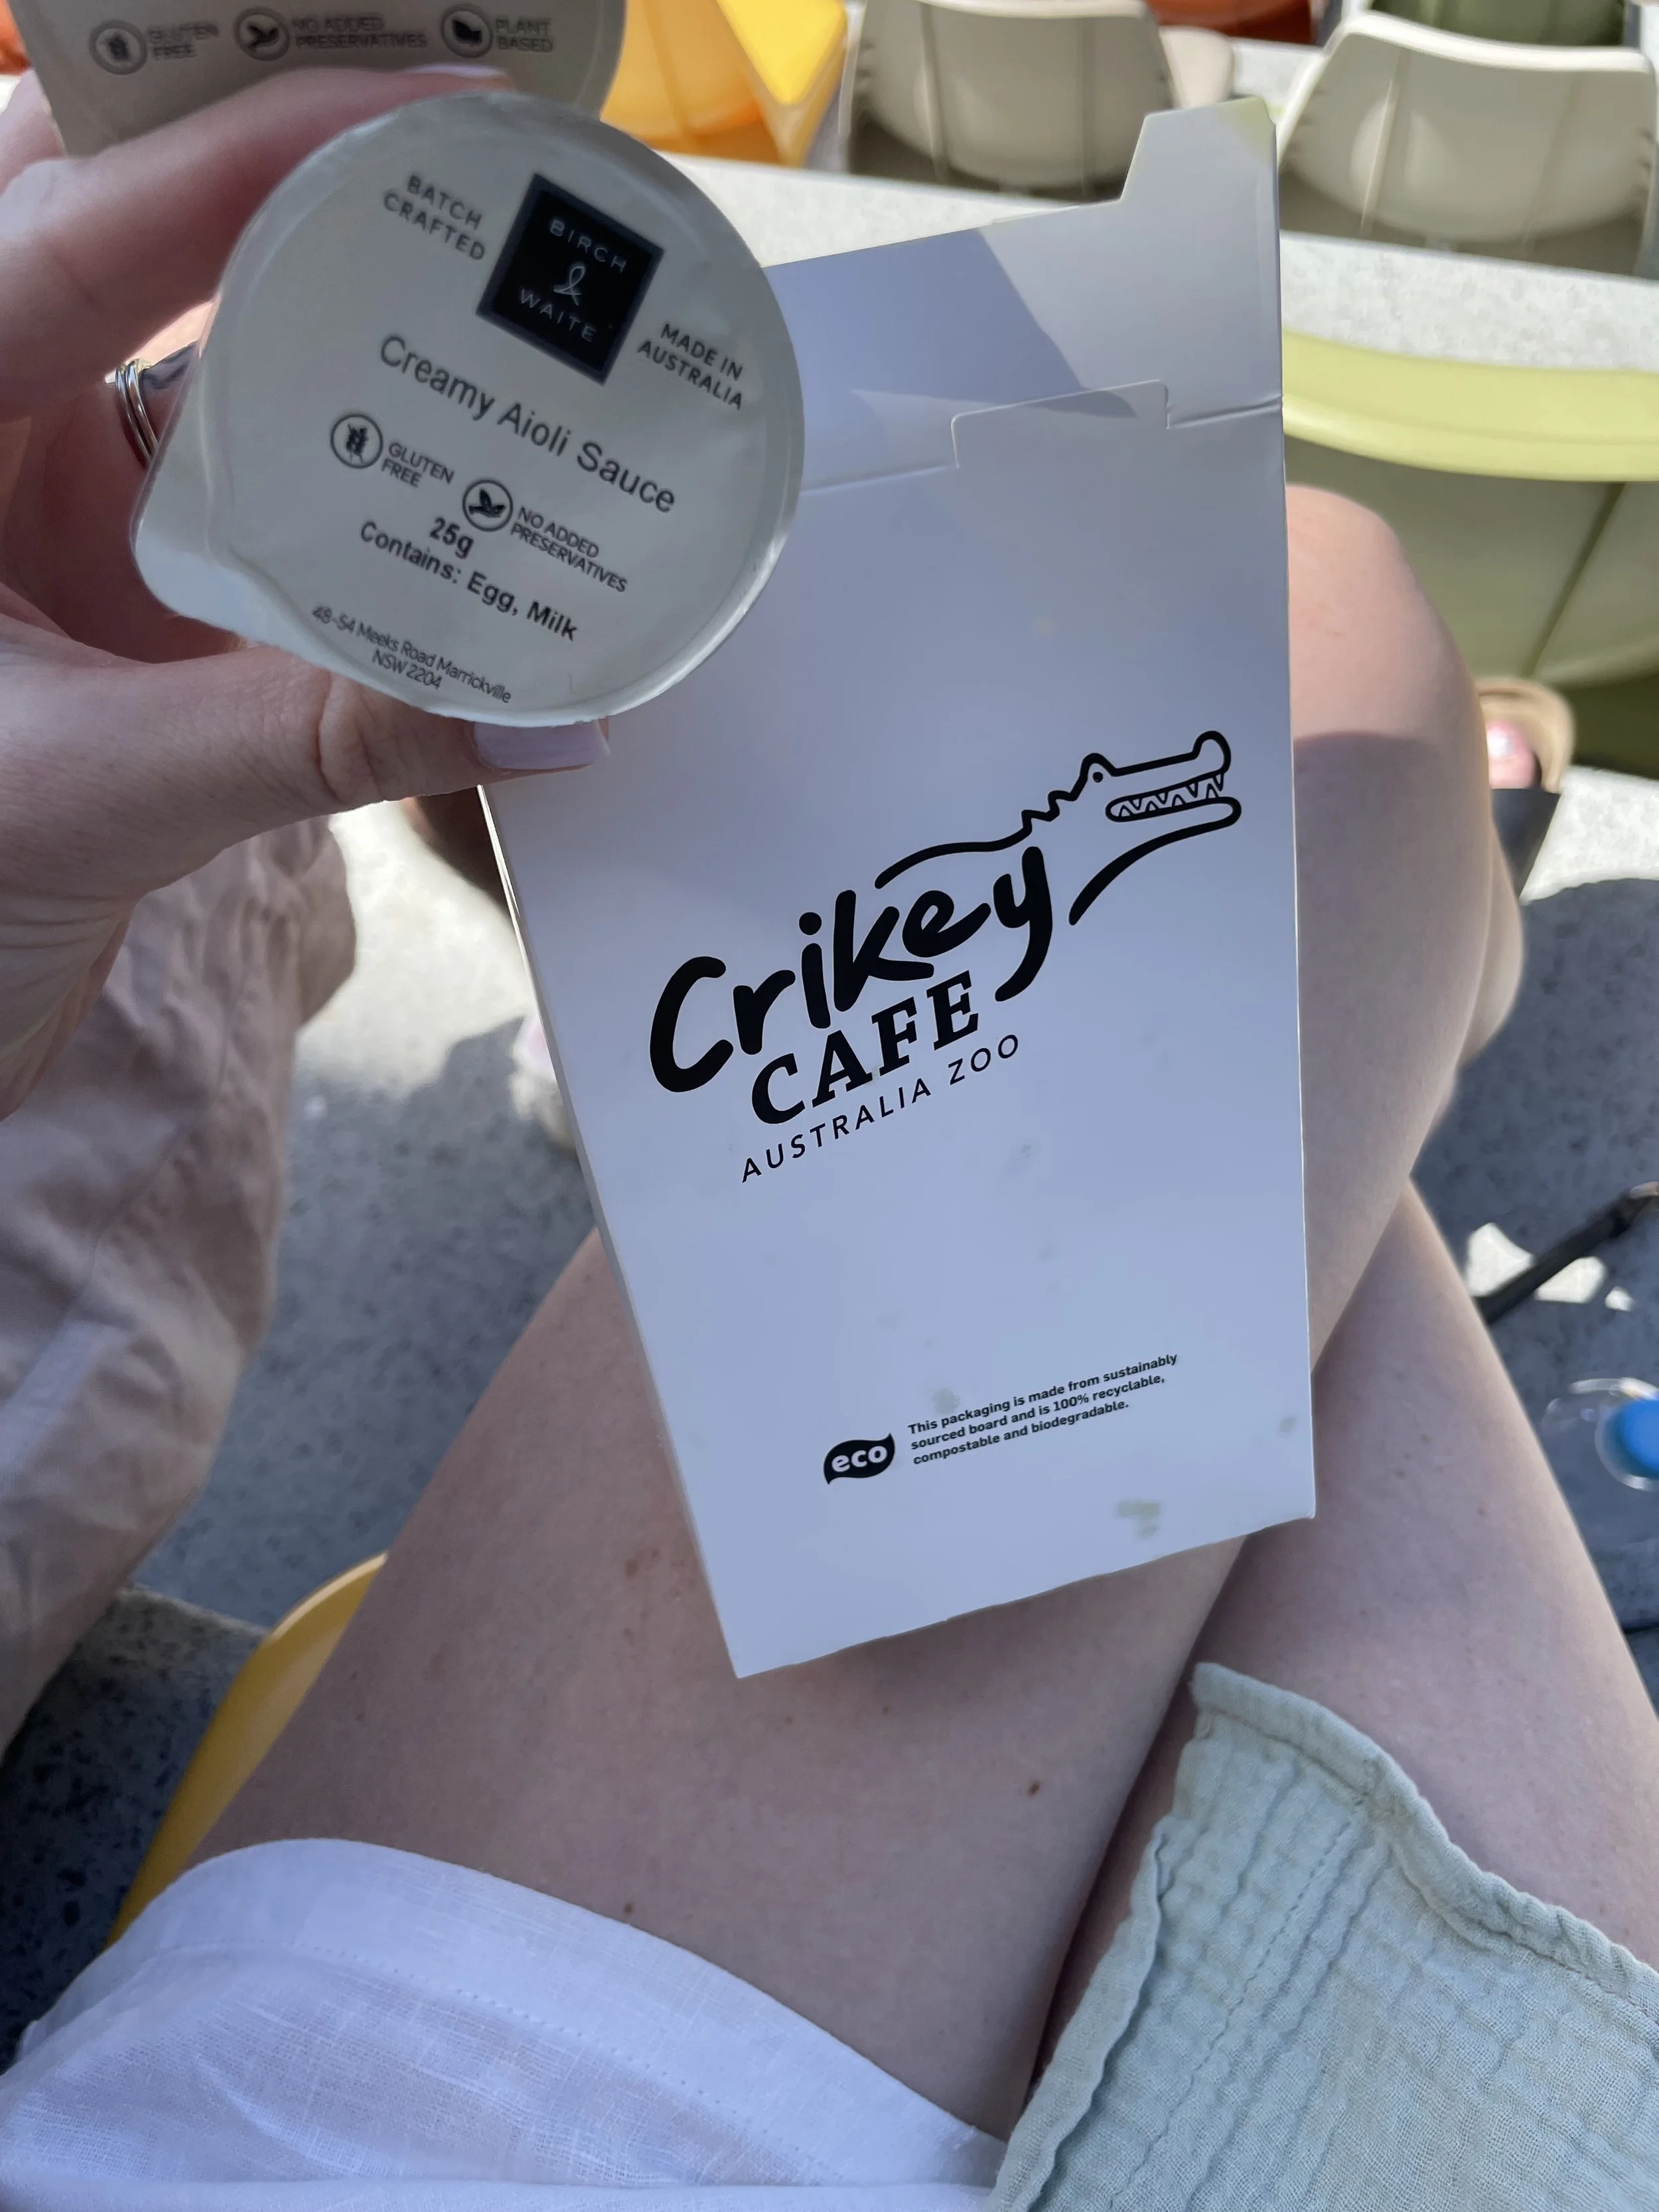 GLUTEN
FREE
NO ADDED
PRESERVATIVES
PLANT
BASED
BATCH
CRAFTED
BIRCH
&
WAITE
MADE IN
AUSTRALIA
Creamy Aioli Sauce
GLUTEN
FREE
NO ADDED
PRESERVATIVES
25g
Contains: Egg, Milk
48-54 Meeks Road Marrickville
NSW 2204
Crikey
CAFE
AUSTRALIA ZOO
eco
This packaging is made from sustainably
sourced board and is 100% recyclable,
compostable and biodegradable.